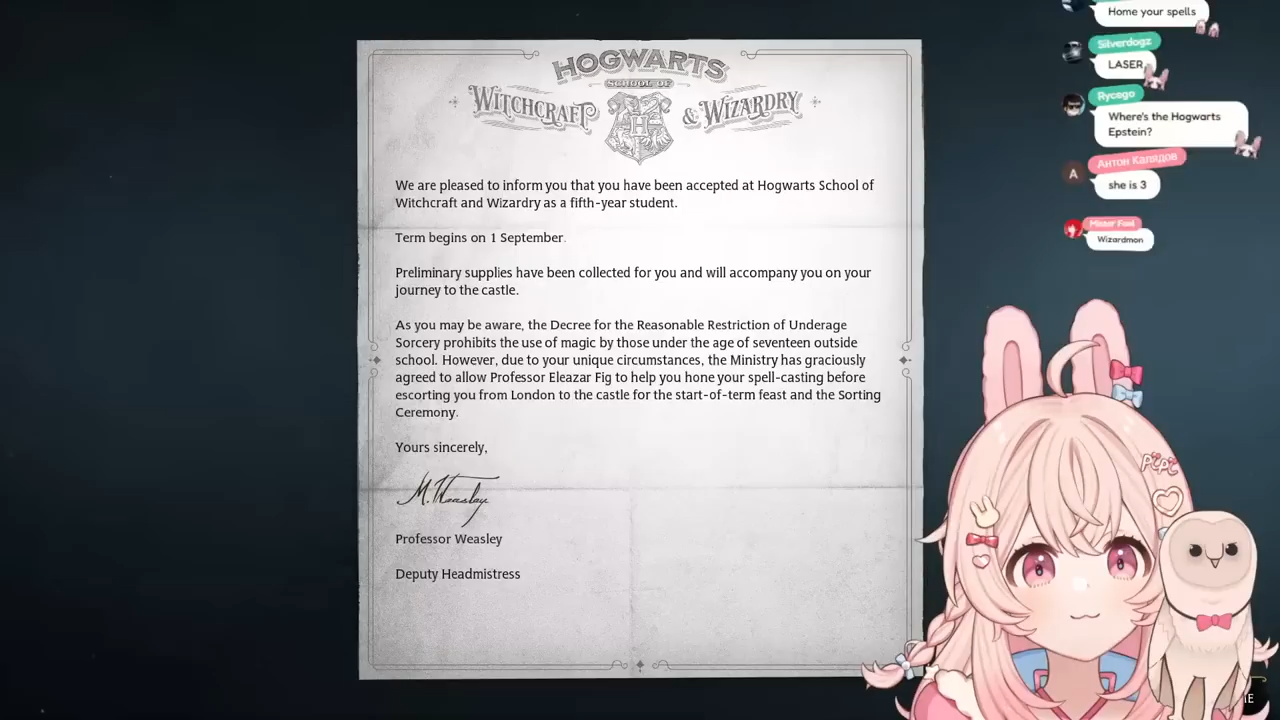 HOGWARTS
SCHOOL OF
WITCHCRAFT & WIZARDRY
H
We are pleased to inform you that you have been accepted at Hogwarts School of
Witchcraft and Wizardry as a fifth-year student.
Term begins on 1 September.
Preliminary supplies have been collected for you and will accompany you on your
journey to the castle.
As you may be aware, the Decree for the Reasonable Restriction of Underage
Sorcery prohibits the use of magic by those under the age of seventeen outside
school. However, due to your unique circumstances, the Ministry has graciously
agreed to allow Professor Eleazar Fig to help you hone your spell-casting before
escorting you from London to the castle for the start-of-term feast and the Sorting
Ceremony.
Yours sincerely,
M. Weasley
Professor Weasley
Deputy Headmistress
Home your spells
Silverdogz
LASER
Rycego
Where's the Hogwarts
Epstein?
Антон Калядов
A
she is 3
Mister Fool
Wizardmon
PiPi